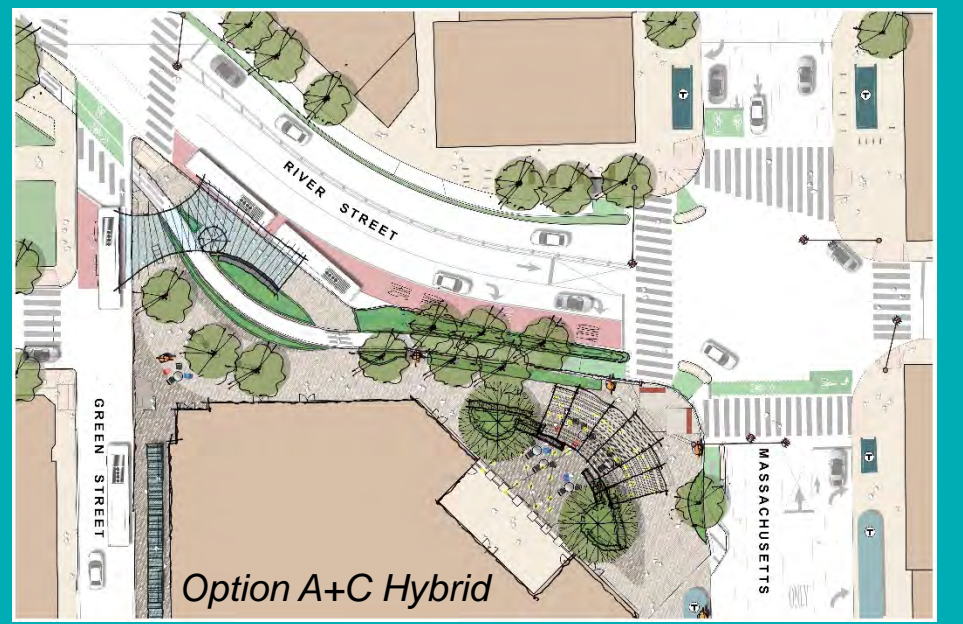 RIVER STREET
GREEN STREET
MASSACHUSETTS
ONLY
T
T
T
T
T
Option A+C Hybrid